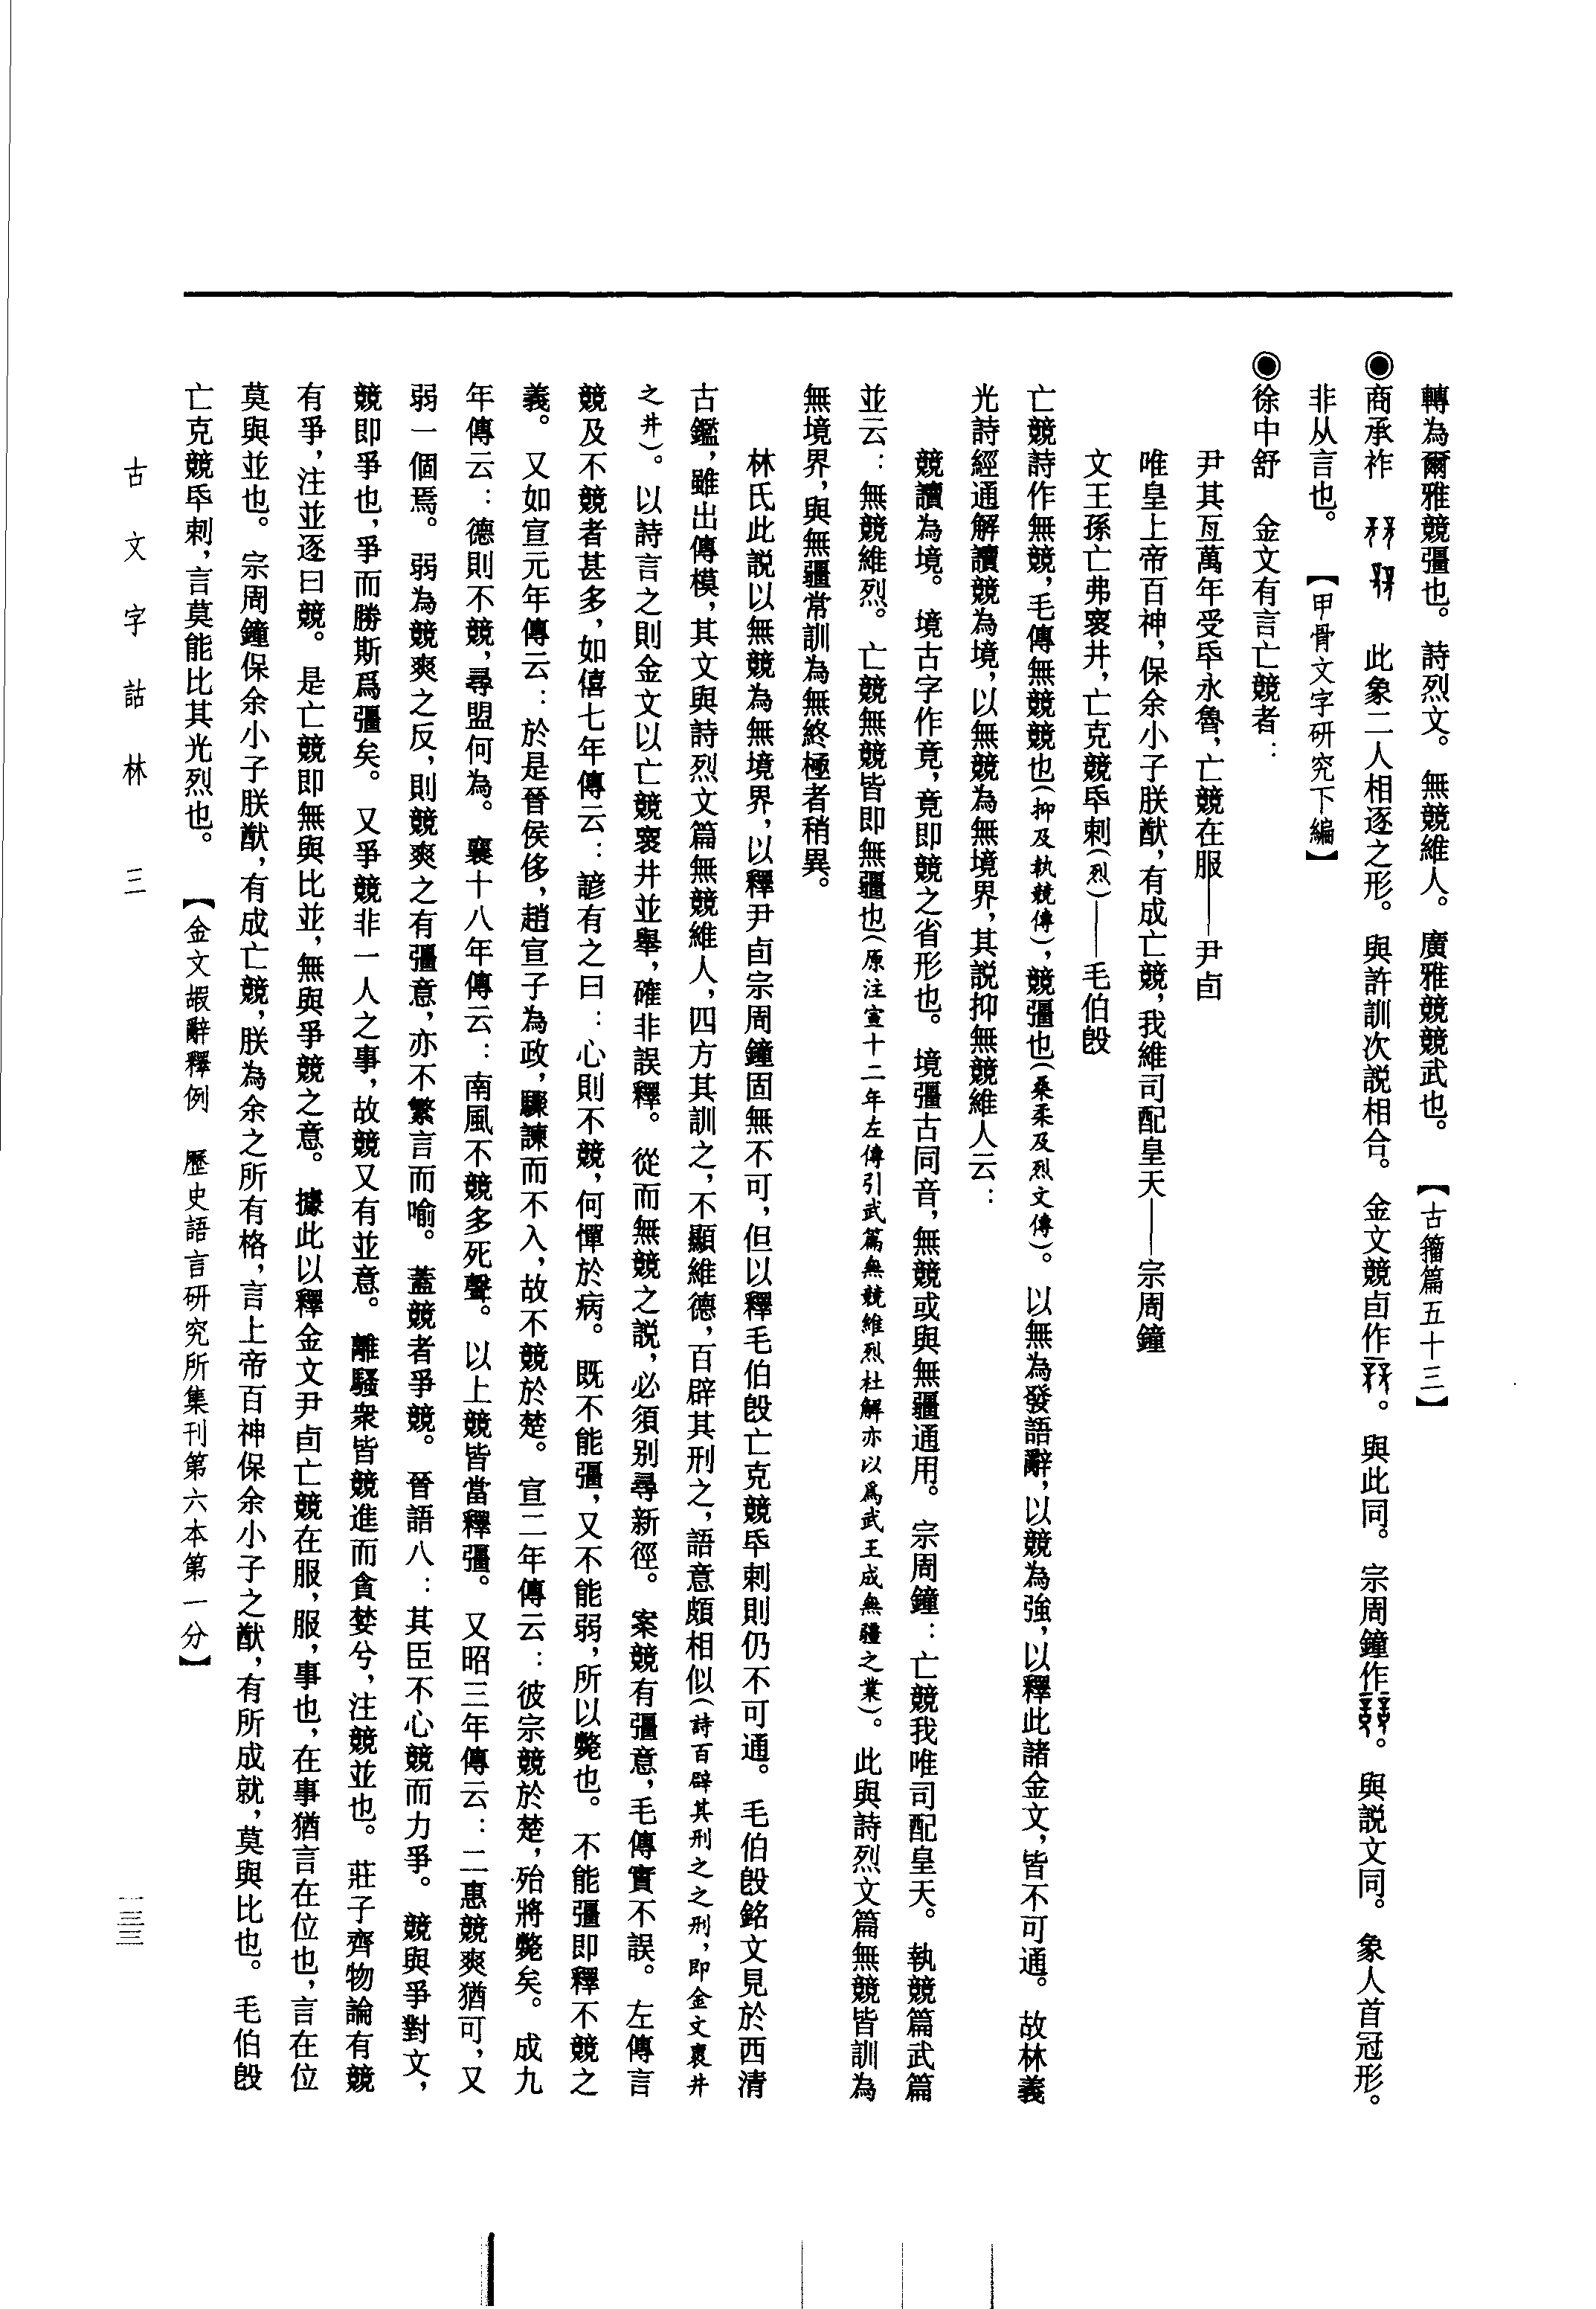 轉為爾雅競彊也。詩烈文。無競維人。廣雅競競武也。【古籀篇五十三】
◉商承祚 此象二人相逐之形。與許訓次説相合。金文競卣作。與此同。宗周鐘作。與説文同。象人首冠形。
非从言也。【甲骨文字研究下編】
◉徐中舒 金文有言亡競者：
尹其亙萬年受氒永魯，亡競在服——尹卣
唯皇上帝百神，保余小子朕猷，有成亡競，我維司配皇天——宗周鐘
文王孫亡弗褱井，亡克競氒剌（烈）——毛伯𣪘
亡競詩作無競，毛傳無競競也（抑及執競傳），競彊也（桑柔及烈文傳）。以無為發語辭，以競為強，以釋此諸金文，皆不可通。故林義
光詩經通解讀競為境，以無競為無境界，其説抑無競維人云：
競讀為境。境古字作竟，竟即競之省形也。境彊古同音，無競或與無疆通用。宗周鐘：亡競我唯司配皇天。執競篇武篇
並云：無競維烈。亡競無競皆即無疆也（原注宣十二年左傳引武篇無競維烈杜解亦以爲武王成無疆之業）。此與詩烈文篇無競皆訓為
無境界，與無疆常訓為無終極者稍異。
林氏此説以無競為無境界，以釋尹卣宗周鐘固無不可，但以釋毛伯𣪘亡克競氒剌則仍不可通。毛伯𣪘銘文見於西清
古鑑，雖出傳模，其文與詩烈文篇無競維人，四方其訓之，不顯維德，百辟其刑之，語意頗相似（詩百辟其刑之之刑，即金文褱井
之井）。以詩言之則金文以亡競褱井並舉，確非誤釋。從而無競之説，必須別尋新徑。案競有彊意，毛傳實不誤。左傳言
競及不競者甚多，如僖七年傳云：諺有之曰：心則不競，何憚於病。既不能彊，又不能弱，所以斃也。不能彊即釋不競之
義。又如宣元年傳云：於是晉侯侈，趙宣子為政，驟諫而不入，故不競於楚。宣二年傳云：彼宗競於楚，殆將斃矣。成九
年傳云：德則不競，尋盟何為。襄十八年傳云：南風不競多死聲。以上競皆當釋彊。又昭三年傳云：二惠競爽猶可，又
弱一個焉。弱為競爽之反，則競爽之有彊意，亦不繁言而喻。蓋競者爭競。晉語八：其臣不心競而力爭。競與爭對文，
競即爭也，爭而勝斯爲彊矣。又爭競非一人之事，故競又有並意。離騷衆皆競進而貪婪兮，注競並也。莊子齊物論有競
有爭，注並逐曰競。是亡競即無與比並，無與爭競之意。據此以釋金文尹卣亡競在服，服，事也，在事猶言在位也，言在位
莫與並也。宗周鐘保余小子朕猷，有成亡競，朕為余之所有格，言上帝百神保余小子之猷，有所成就，莫與比也。毛伯𣪘
亡克競氒剌，言莫能比其光烈也。【金文嘏辭釋例 歷史語言研究所集刊第六本第一分】
古文字詁林 三
一三三